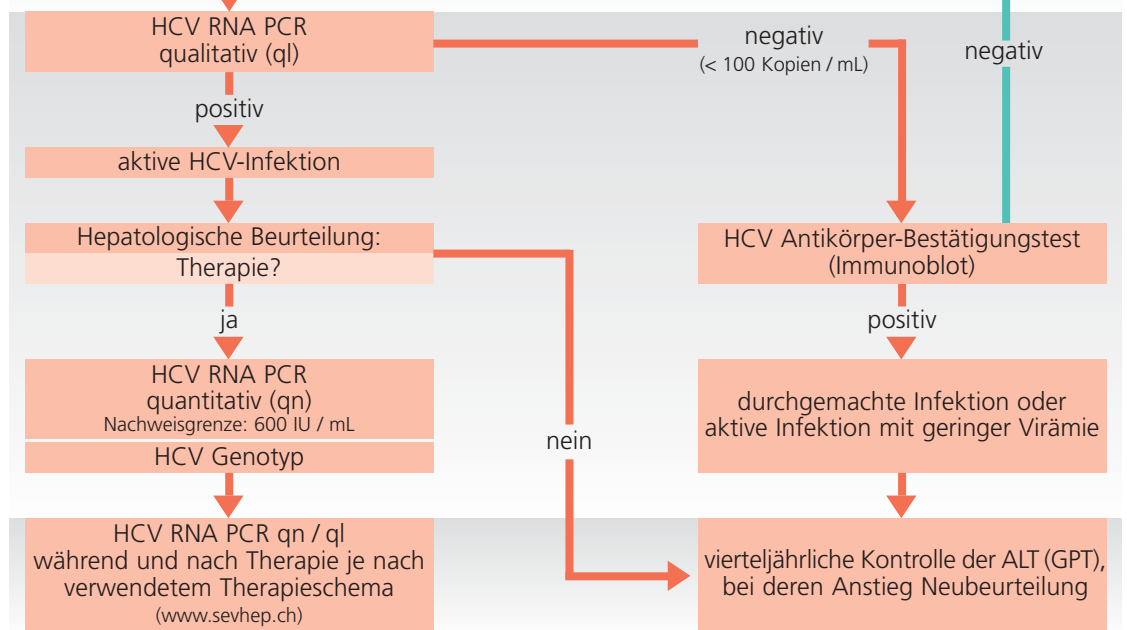 HCV RNA PCR
qualitativ (ql)
negativ
(< 100 Kopien / mL)
negativ
positiv
aktive HCV-Infektion
Hepatologische Beurteilung:
Therapie?
HCV Antikörper-Bestätigungstest
(Immunoblot)
ja
positiv
HCV RNA PCR
quantitativ (qn)
Nachweisgrenze: 600 IU / mL
HCV Genotyp
nein
durchgemachte Infektion oder
aktive Infektion mit geringer Virämie
HCV RNA PCR qn / ql
während und nach Therapie je nach
verwendetem Therapieschema
(www.sevhep.ch)
vierteljährliche Kontrolle der ALT (GPT),
bei deren Anstieg Neubeurteilung